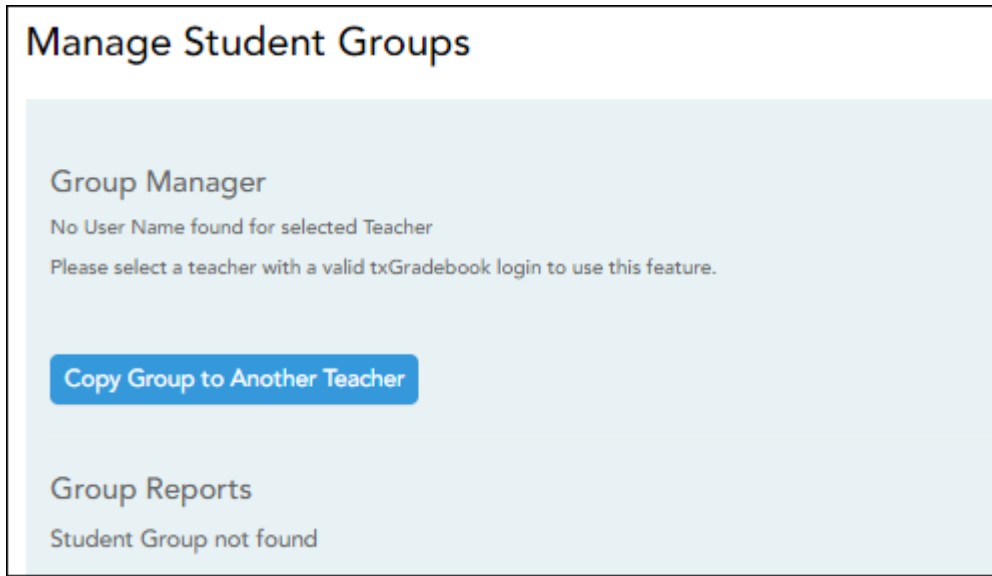 Manage Student Groups
Group Manager
No User Name found for selected Teacher
Please select a teacher with a valid txGradebook login to use this feature.
Copy Group to Another Teacher
Group Reports
Student Group not found